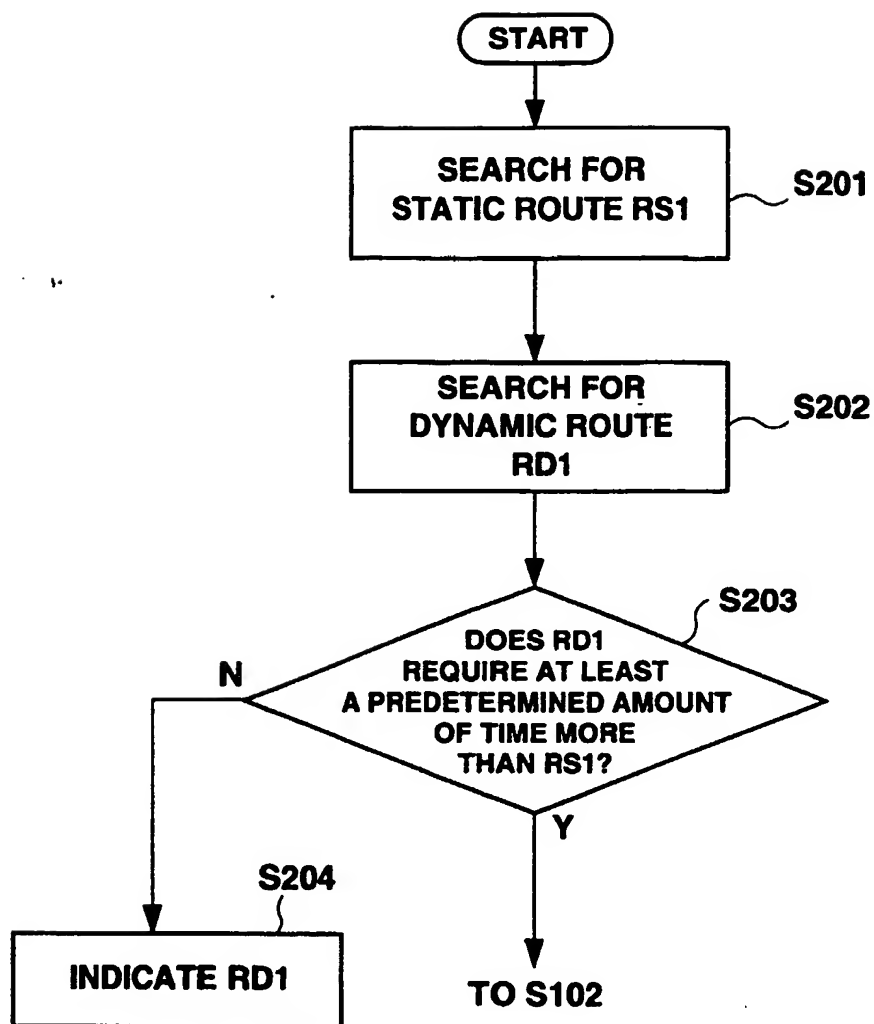 START
SEARCH FOR
STATIC ROUTE RS1
S201
SEARCH FOR
DYNAMIC ROUTE
RD1
S202
S203
DOES RD1
REQUIRE AT LEAST
A PREDETERMINED AMOUNT
OF TIME MORE
THAN RS1?
N
Y
S204
INDICATE RD1
TO S102